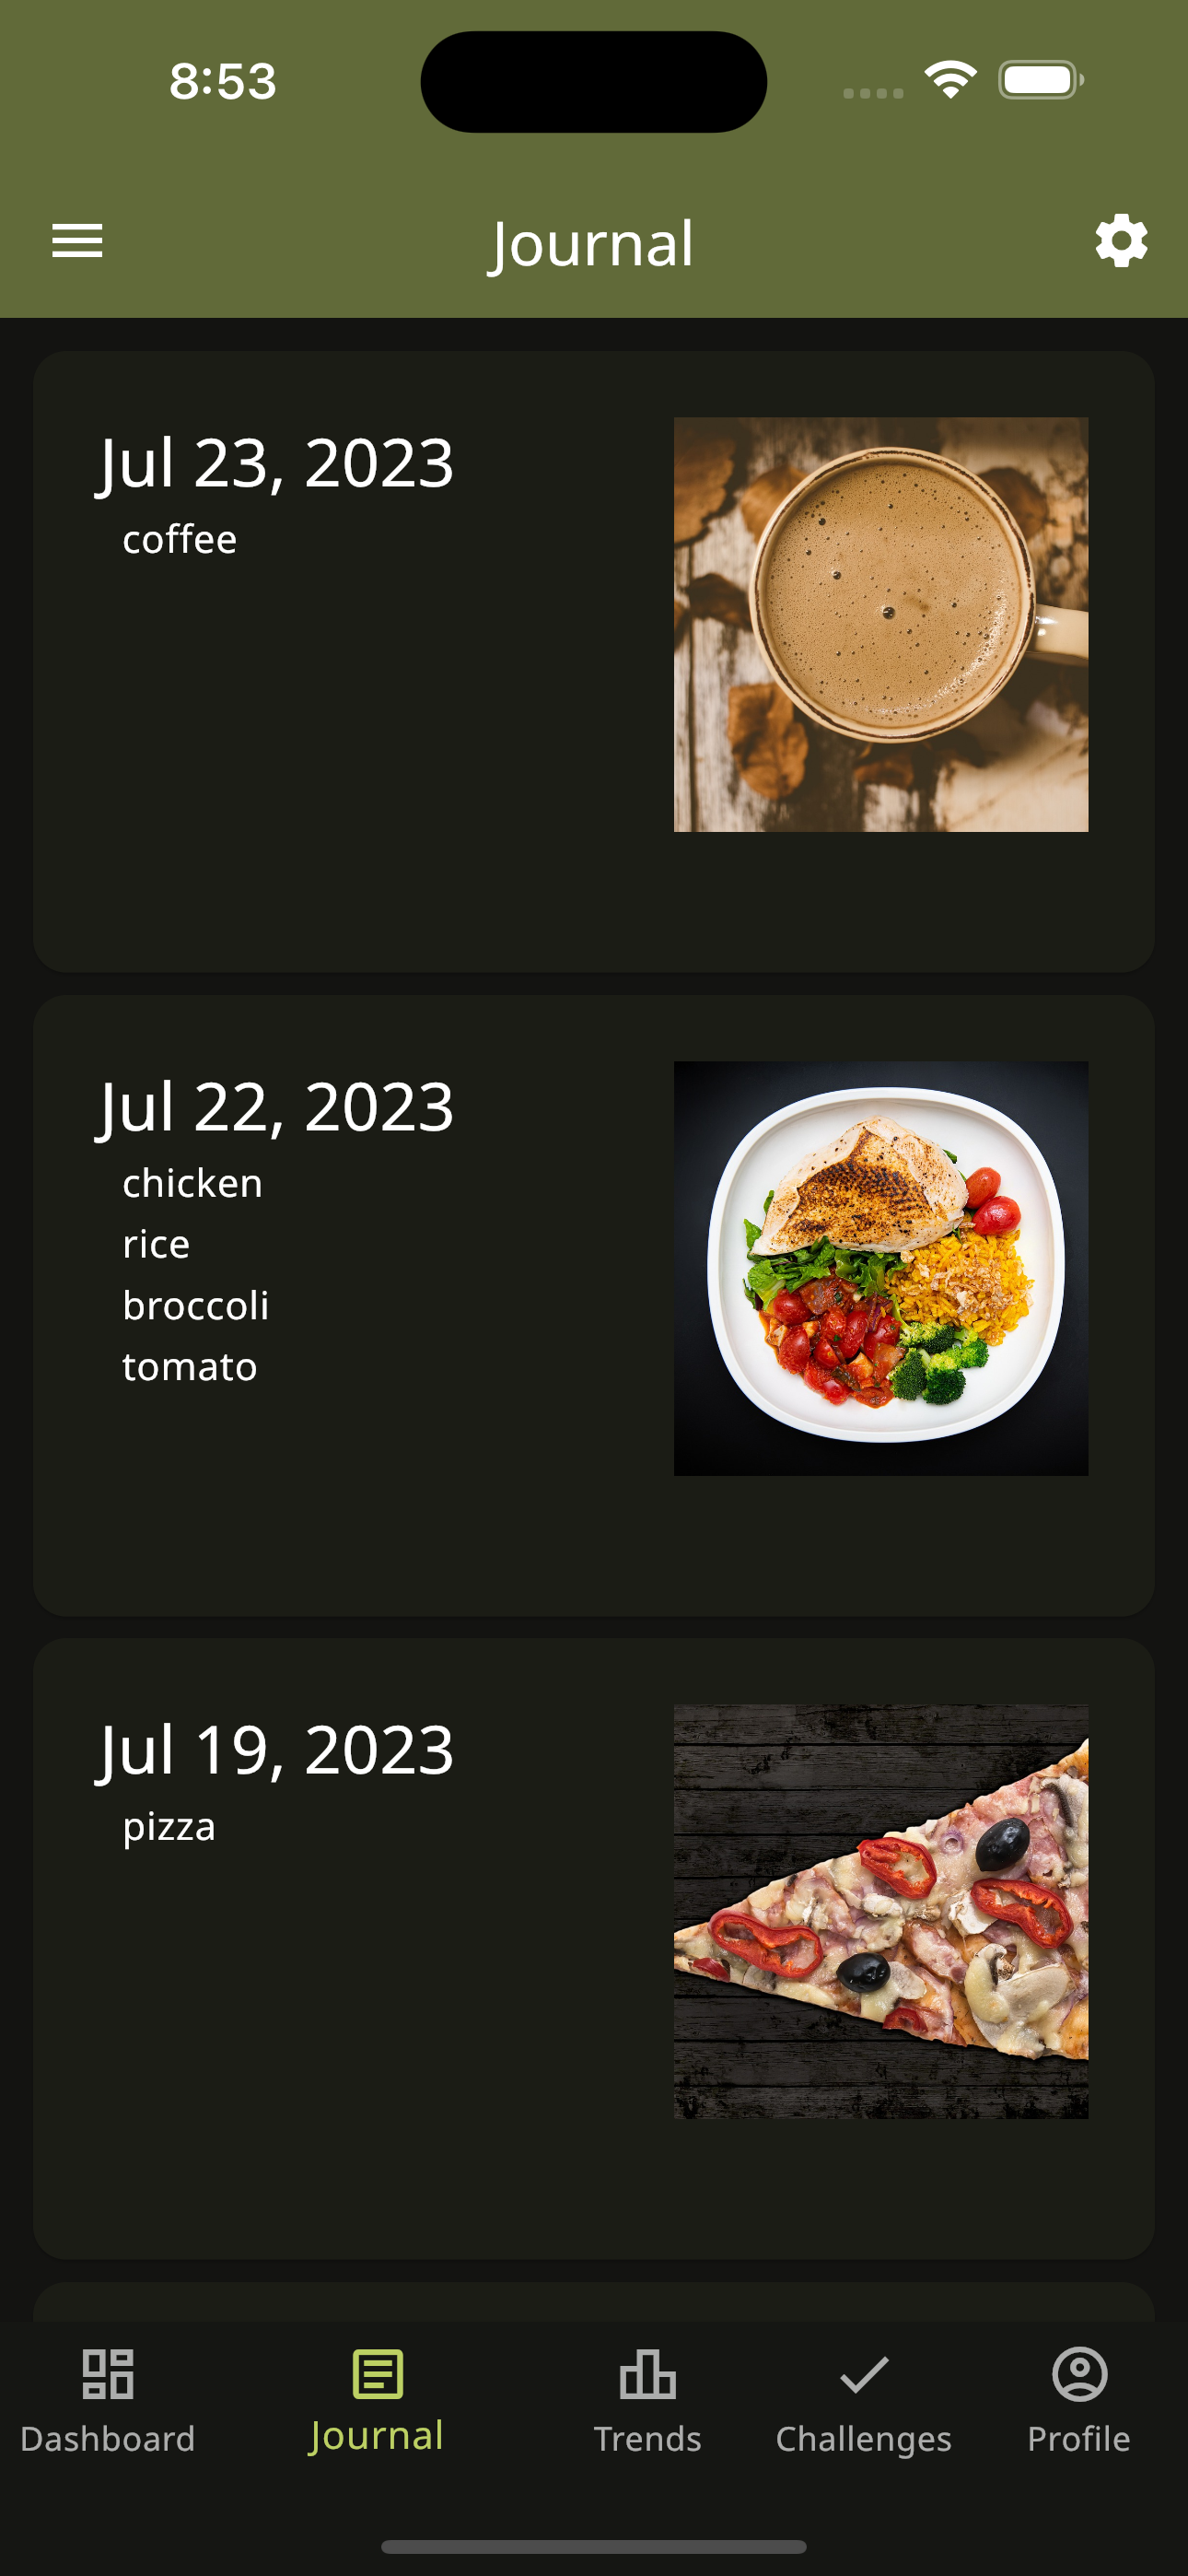 8:53
Journal
Jul 23, 2023
coffee
Jul 22, 2023
chicken
rice
broccoli
tomato
Jul 19, 2023
pizza
Dashboard
Journal
Trends
Challenges
Profile